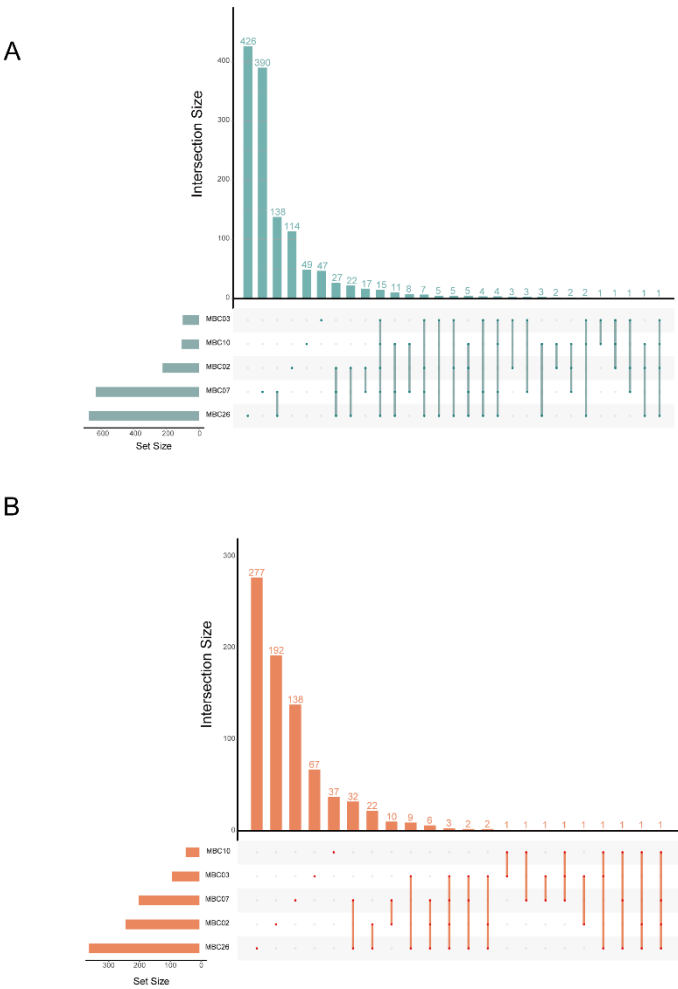 A
Intersection Size
400
300
200
100
0
426 390 138 114 49 47 27 22 17 15 11 8 7 5 5 5 4 4 3 3 3 2 2 2 1 1 1 1 1
MBC03
MBC10
MBC02
MBC07
MBC26
600 400 200 0
Set Size
B
Intersection Size
300
200
100
0
277 192 138 67 37 32 22 10 9 6 3 2 2 1 1 1 1 1 1 1 1 1
MBC10
MBC03
MBC07
MBC02
MBC26
300 200 100 0
Set Size